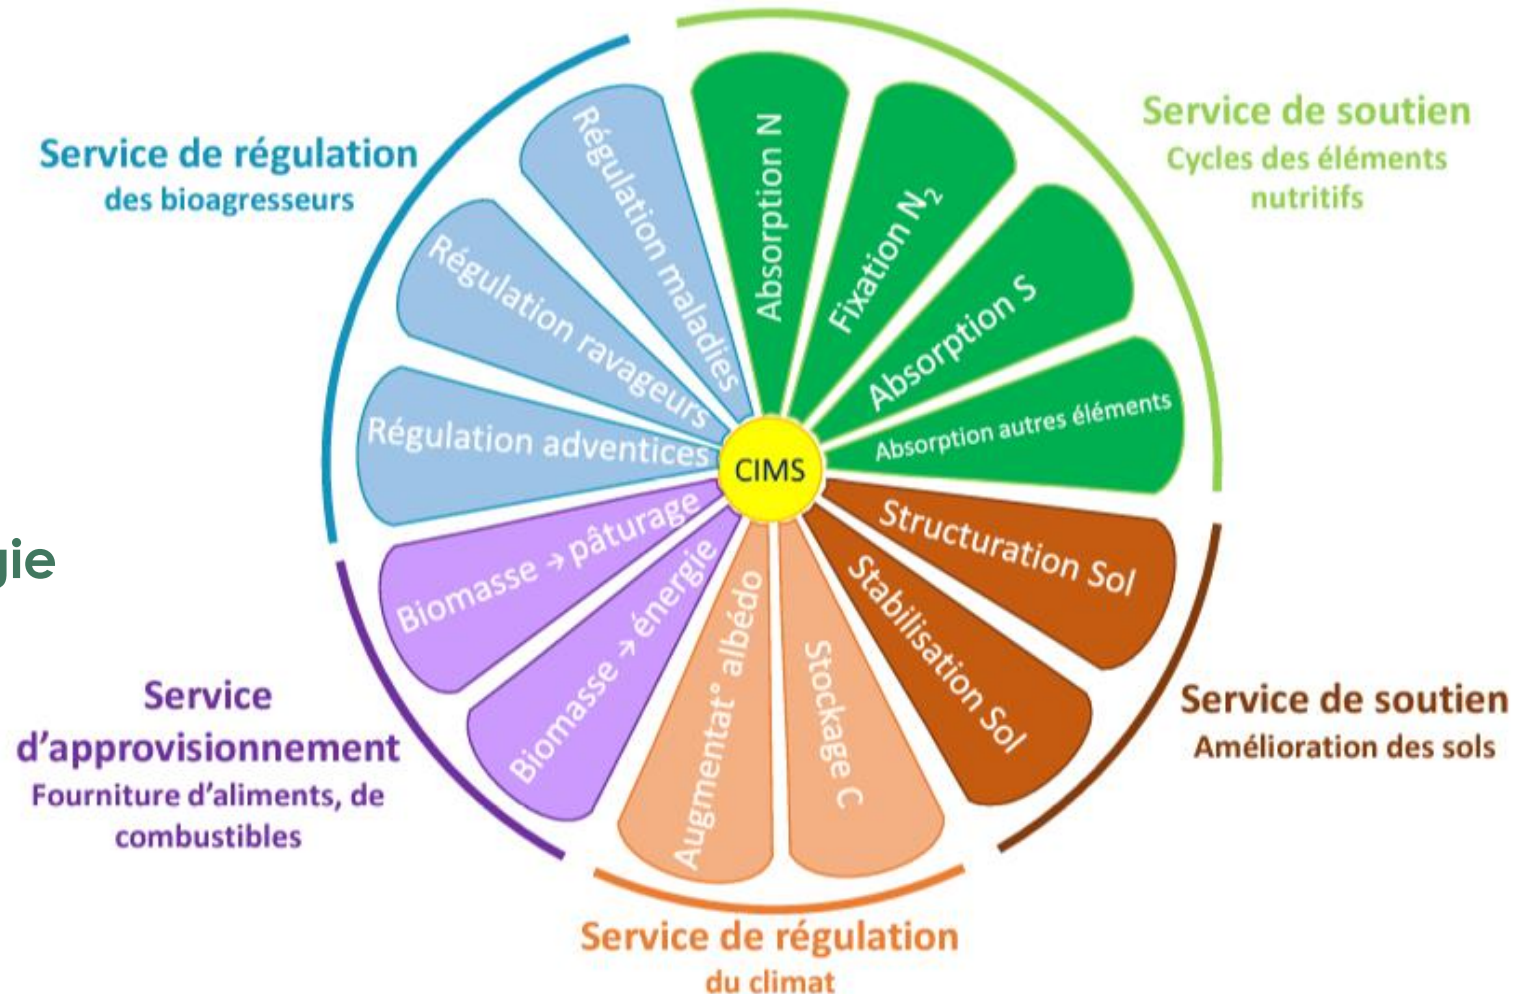 Service de régulation
des bioagresseurs
Service de soutien
Cycles des éléments
nutritifs
Régulation maladies
Régulation ravageurs
Régulation adventices
Absorption N
Fixation N₂
Absorption S
Absorption autres éléments
CIMS
Structuration Sol
Stabilisation Sol
Stockage C
Augmentat° albédo
Biomasse → énergie
Biomasse → pâturage
Service
d'approvisionnement
Fourniture d'aliments, de
combustibles
Service de soutien
Amélioration des sols
Service de régulation
du climat